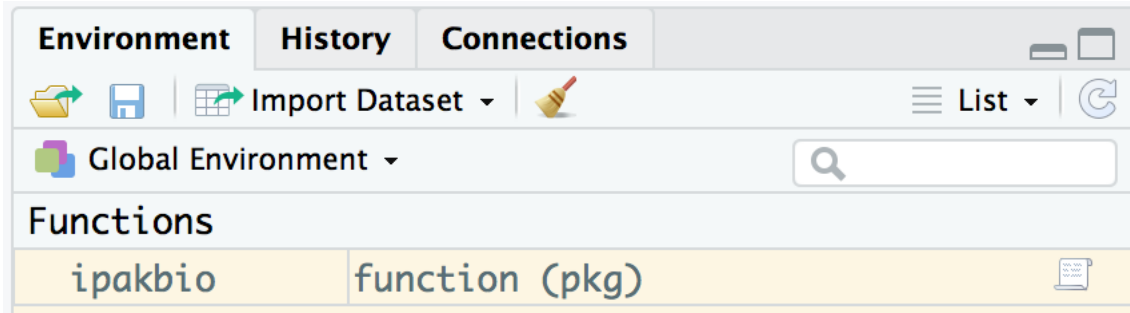 Environment History Connections
Import Dataset List
Global Environment
Functions
ipakbio function (pkg)